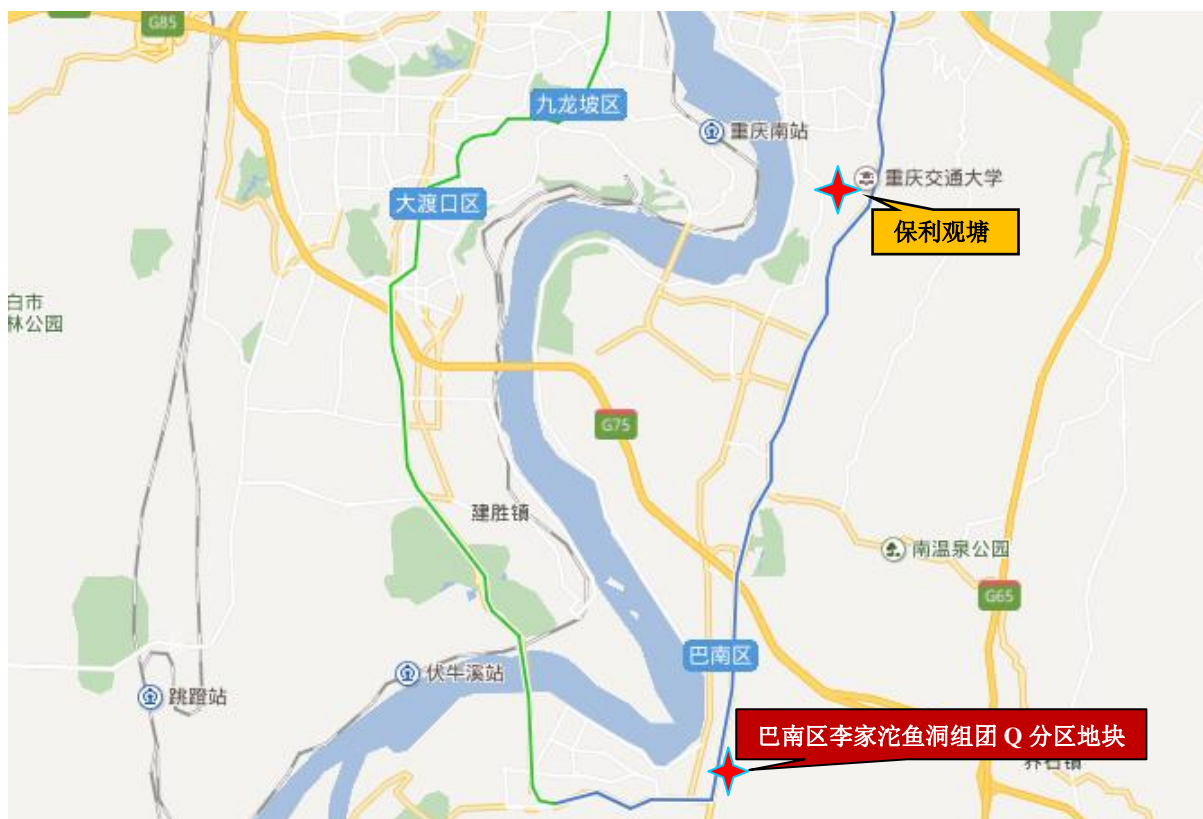 G85
九龙坡区
重庆南站
重庆交通大学
大渡口区
保利观塘
白市
林公园
G75
建胜镇
南温泉公园
G65
巴南区
伏牛溪站
跳蹬站
巴南区李家沱鱼洞组团 Q 分区地块
界石镇